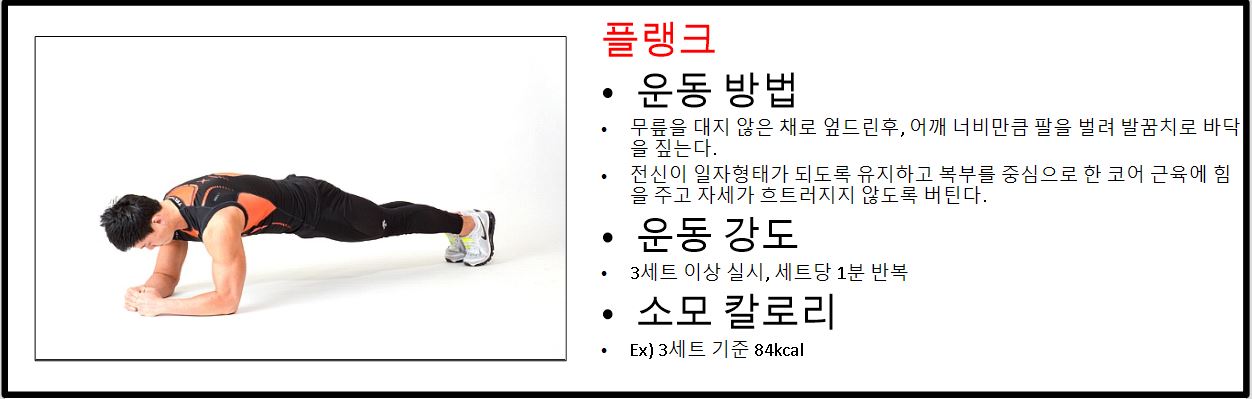 플랭크
• 운동 방법
• 무릎을 대지 않은 채로 엎드린후, 어깨 너비만큼 팔을 벌려 발꿈치로 바닥
을 짚는다.
• 전신이 일자형태가 되도록 유지하고 복부를 중심으로 한 코어 근육에 힘
을 주고 자세가 흐트러지지 않도록 버틴다.
• 운동 강도
• 3세트 이상 실시, 세트당 1분 반복
• 소모 칼로리
• Ex) 3세트 기준 84kcal